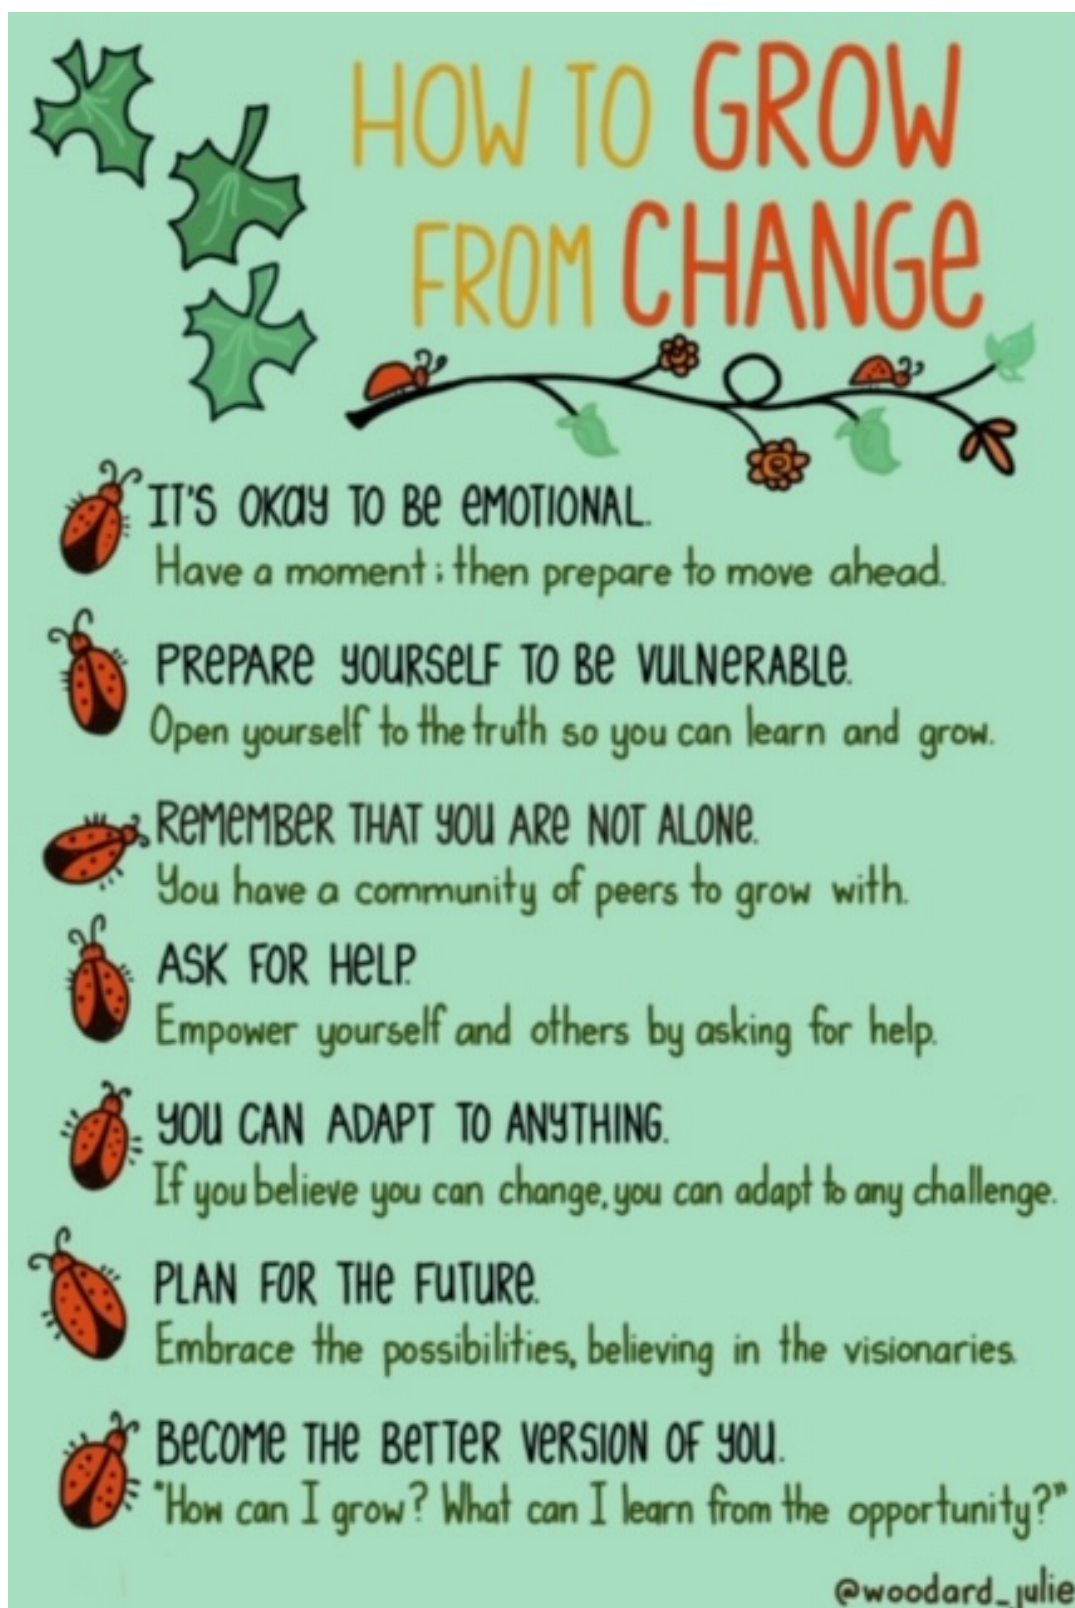 HOW TO GROW
FROM CHANGe
IT'S OKay TO Be eMOTIONAL.
Have a moment; then prepare to move ahead.
PRePARe yOURSeLF TO Be VULNeRABLe.
Open yourself to the truth so you can learn and grow.
ReMeMBeR THAT yOU ARe NOT ALONe.
You have a community of peers to grow with.
ASK FOR HeLP.
Empower yourself and others by asking for help.
yOU CAN ADAPT TO ANyTHING.
If you believe you can change, you can adapt to any challenge.
PLAN FOR THe FUTURe.
Embrace the possibilities, believing in the visionaries.
BeCOMe THe BeTTeR VeRSION OF yOU.
"How can I grow? What can I learn from the opportunity?"
@woodard_julie